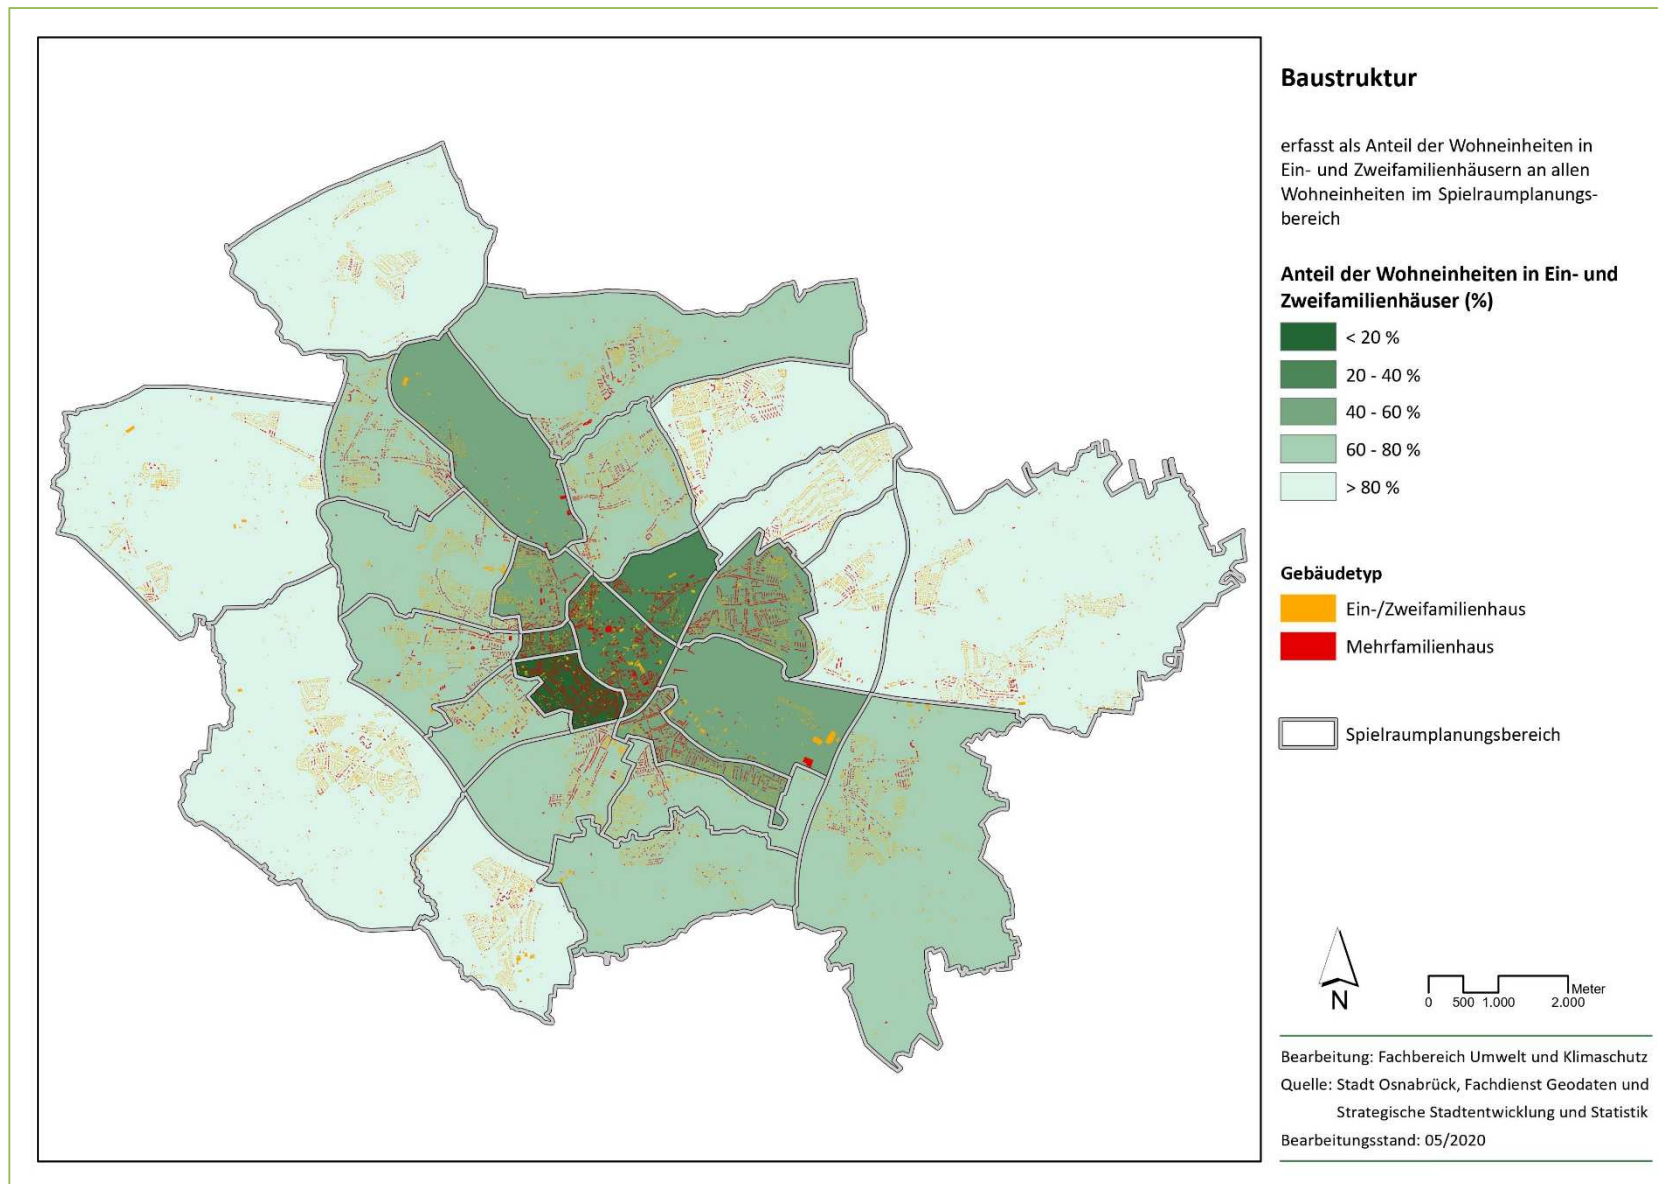 Baustruktur
erfasst als Anteil der Wohneinheiten in
Ein- und Zweifamilienhäusern an allen
Wohneinheiten im Spielraumplanungs-
bereich
Anteil der Wohneinheiten in Ein- und
Zweifamilienhäuser (%)
< 20 %
20 - 40 %
40 - 60 %
60 - 80 %
> 80 %
Gebäudetyp
Ein-/Zweifamilienhaus
Mehrfamilienhaus
Spielraumplanungsbereich
N
Meter
0 500 1.000 2.000
Bearbeitung: Fachbereich Umwelt und Klimaschutz
Quelle: Stadt Osnabrück, Fachdienst Geodaten und
Strategische Stadtentwicklung und Statistik
Bearbeitungsstand: 05/2020